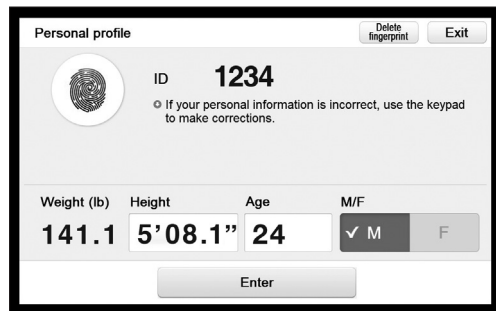 Personal profile
Delete
fingerprint
Exit
ID 1234
If your personal information is incorrect, use the keypad
to make corrections.
Weight (lb) Height Age M/F
141.1 5’08.1” 24 ✓ M F
Enter